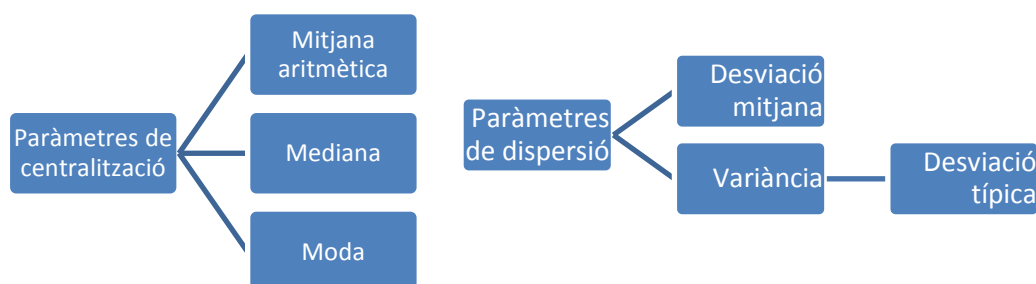 Paràmetres de
centralització
Mitjana
aritmètica
Mediana
Moda
Paràmetres
de dispersió
Desviació
mitjana
Variància
Desviació
típica